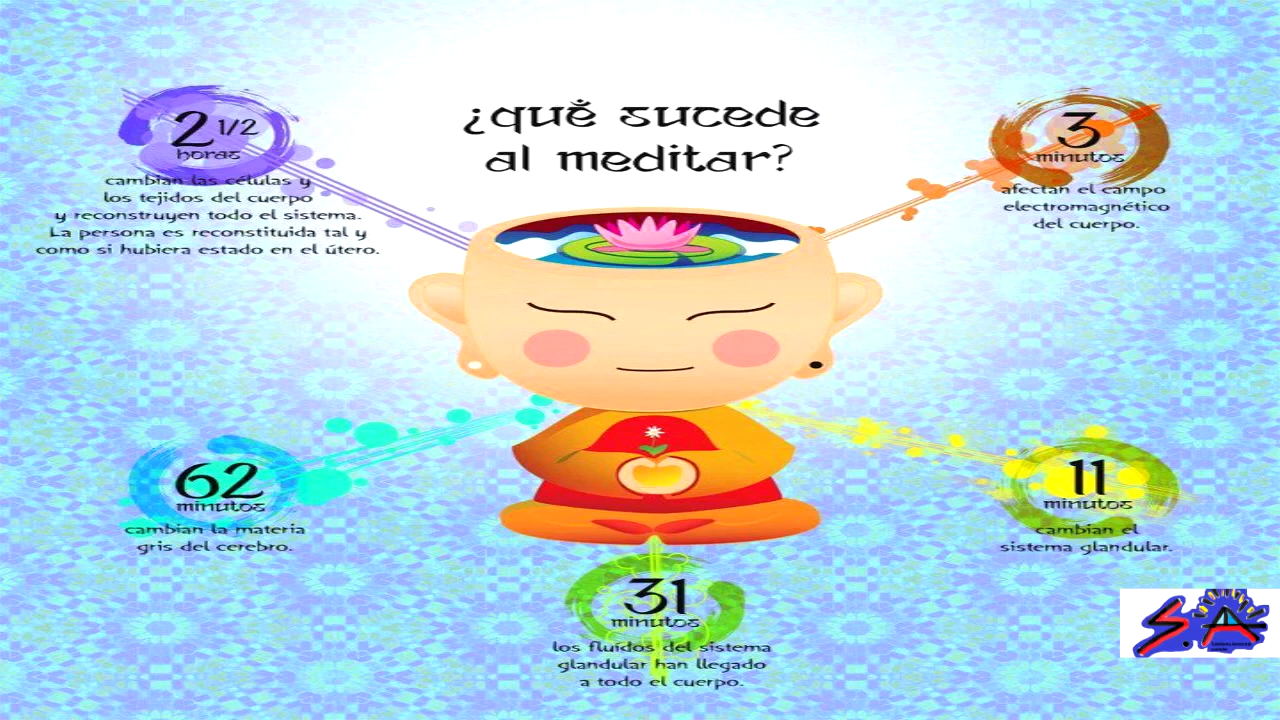 ¿qué sucede
al meditar?
3
minutos
afectan el campo
electromagnético
del cuerpo.
11
minutos
cambian el
sistema glandular.
31
minutos
los fluídos del sistema
glandular han llegado
a todo el cuerpo.
62
minutos
cambian la materia
gris del cerebro.
2 1/2
horas
cambian las células y
los tejidos del cuerpo
y reconstruyen todo el sistema.
La persona es reconstituida tal y
como si hubiera estado en el útero.
S.A